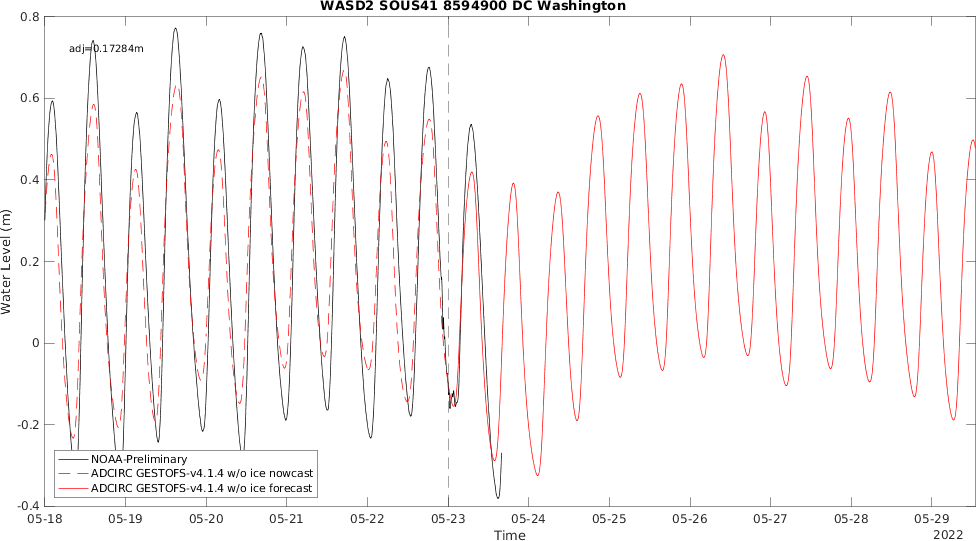 WASD2 SOUS41 8594900 DC Washington
adj=0.17284m
Water Level (m)
0.8
0.6
0.4
0.2
0
-0.2
-0.4
NOAA-Preliminary
ADCIRC GESTOFS-v4.1.4 w/o ice nowcast
ADCIRC GESTOFS-v4.1.4 w/o ice forecast
05-18 05-19 05-20 05-21 05-22 05-23 05-24 05-25 05-26 05-27 05-28 05-29
Time
2022